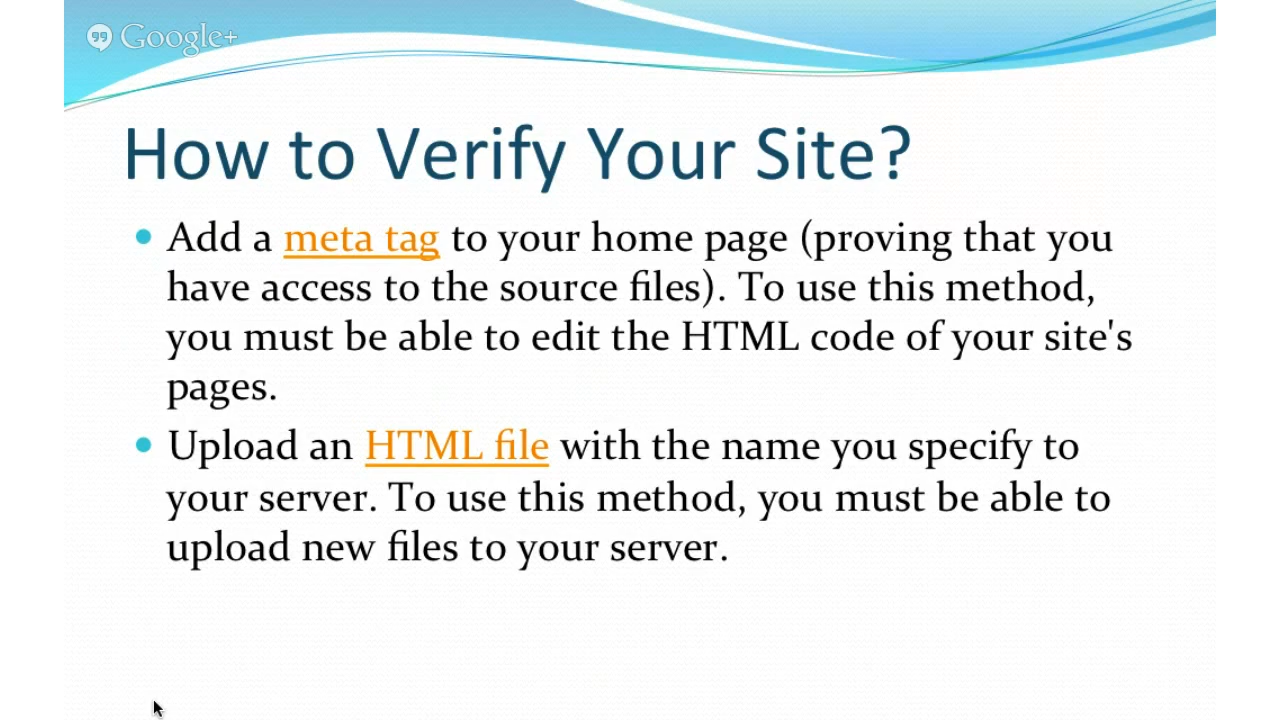 Google+
How to Verify Your Site?
Add a meta tag to your home page (proving that you
have access to the source files). To use this method,
you must be able to edit the HTML code of your site's
pages.
Upload an HTML file with the name you specify to
your server. To use this method, you must be able to
upload new files to your server.